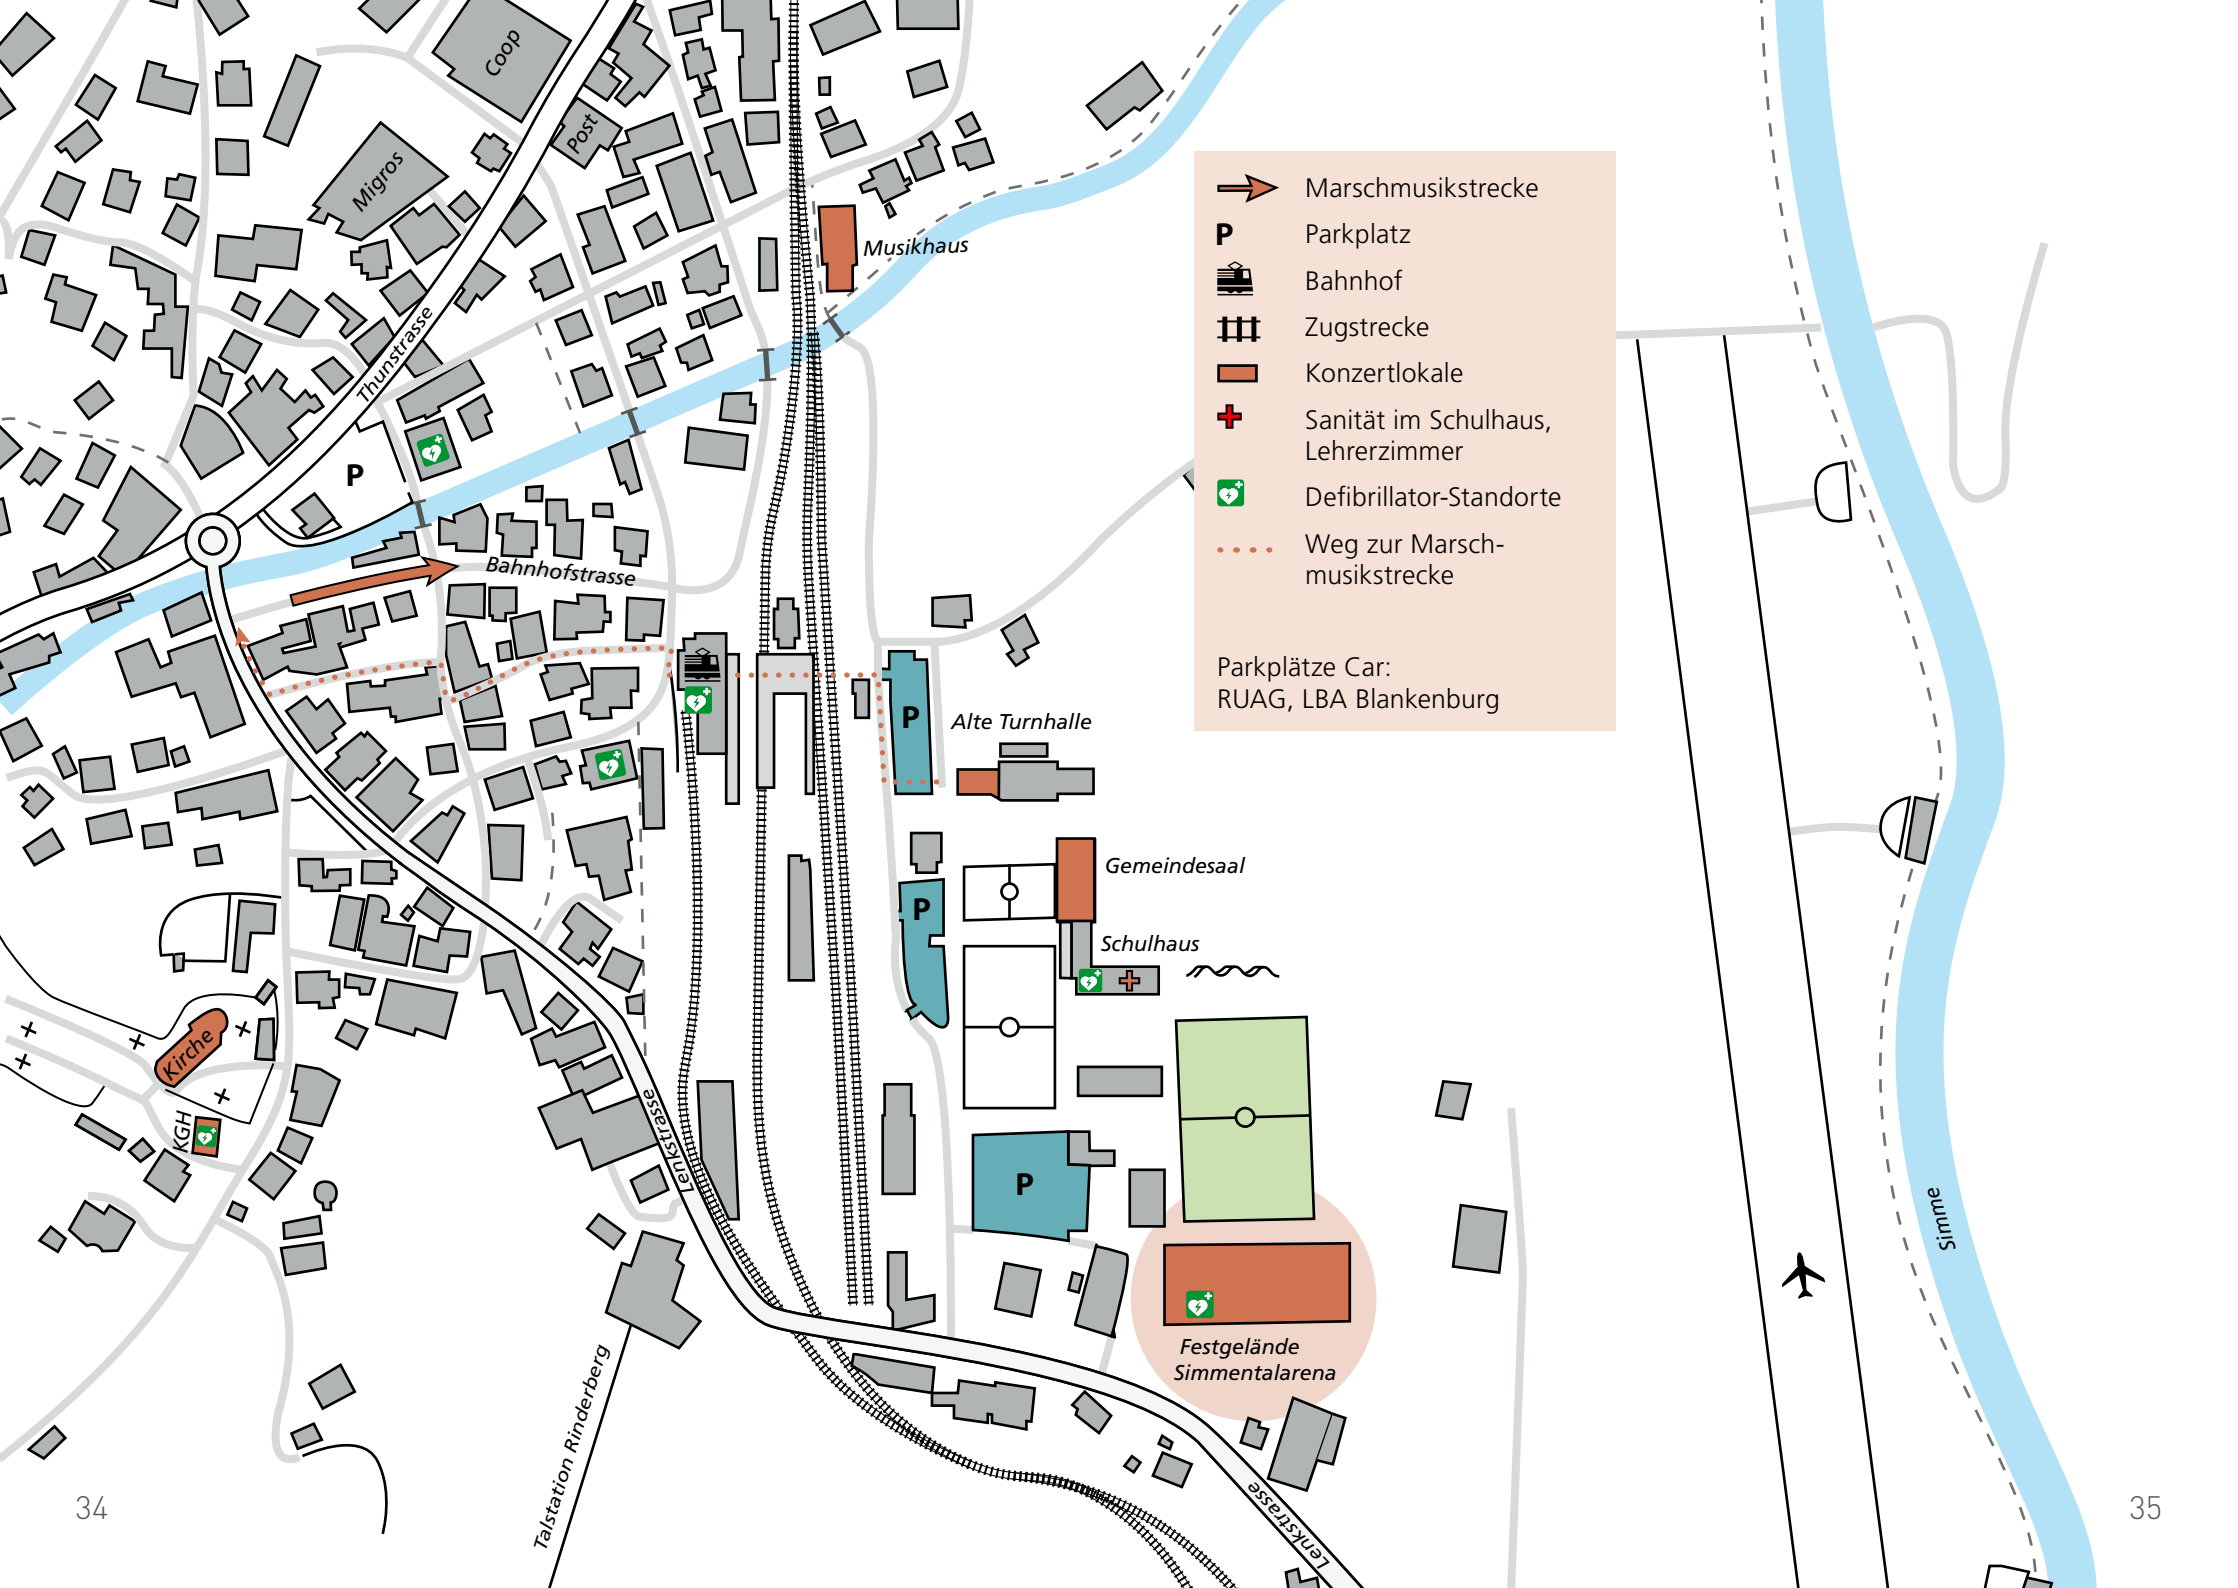 Coop
Post
Migros
Thunstrasse
Musikhaus
P
Bahnhofstrasse
Marschmusikstrecke
P Parkplatz
Bahnhof
Zugstrecke
Konzertlokale
Sanität im Schulhaus,
Lehrerzimmer
Defibrillator-Standorte
Weg zur Marsch-
musikstrecke
Parkplätze Car:
RUAG, LBA Blankenburg
P
Alte Turnhalle
Gemeindesaal
P
Schulhaus
Kirche
KGH
Lenkstrasse
P
Simme
Festgelände
Simmentalarena
Talstation Rinderberg
Lenkstrasse
34
35